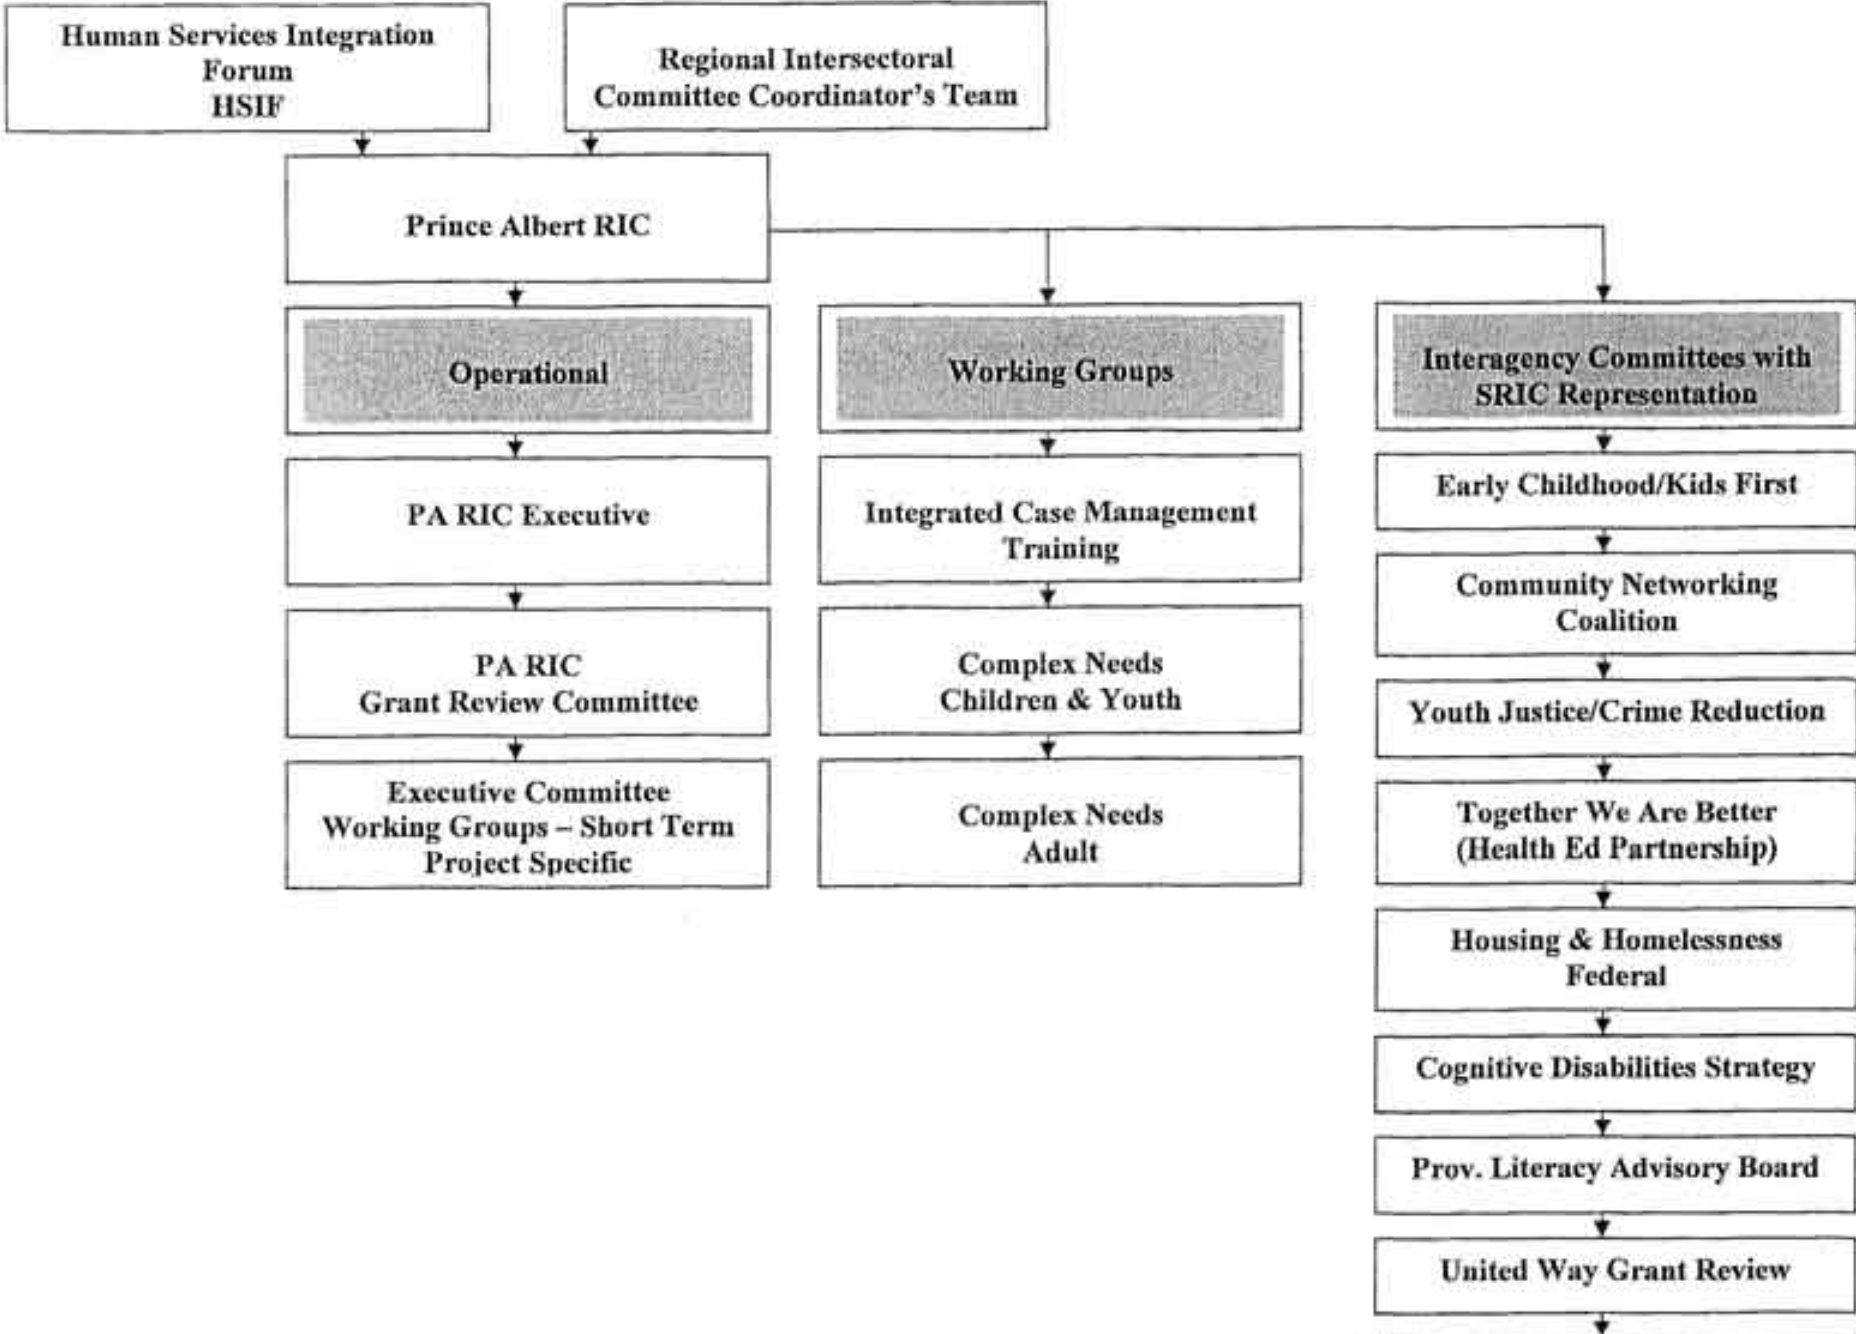 Human Services Integration
Forum
HSIF
Regional Intersectoral
Committee Coordinator's Team
Prince Albert RIC
Operational
Working Groups
Interagency Committees with
SRIC Representation
PA RIC Executive
PA RIC
Grant Review Committee
Executive Committee
Working Groups – Short Term
Project Specific
Integrated Case Management
Training
Complex Needs
Children & Youth
Complex Needs
Adult
Early Childhood/Kids First
Community Networking
Coalition
Youth Justice/Crime Reduction
Together We Are Better
(Health Ed Partnership)
Housing & Homelessness
Federal
Cognitive Disabilities Strategy
Prov. Literacy Advisory Board
United Way Grant Review